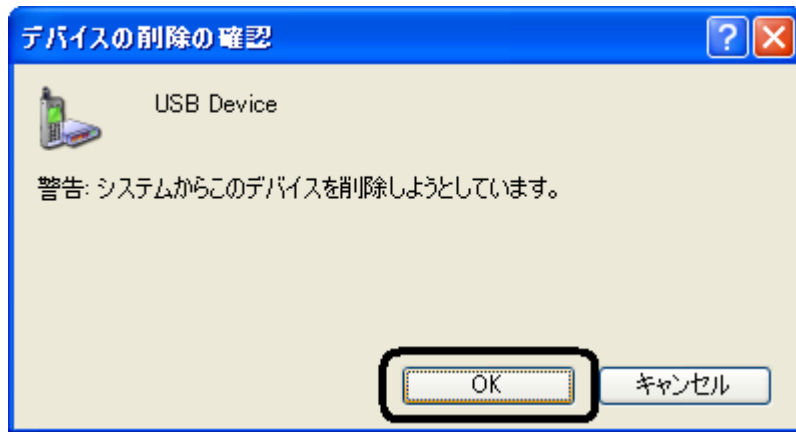 デバイスの削除の確認
USB Device
警告: システムからこのデバイスを削除しようとしています。
OK
キャンセル